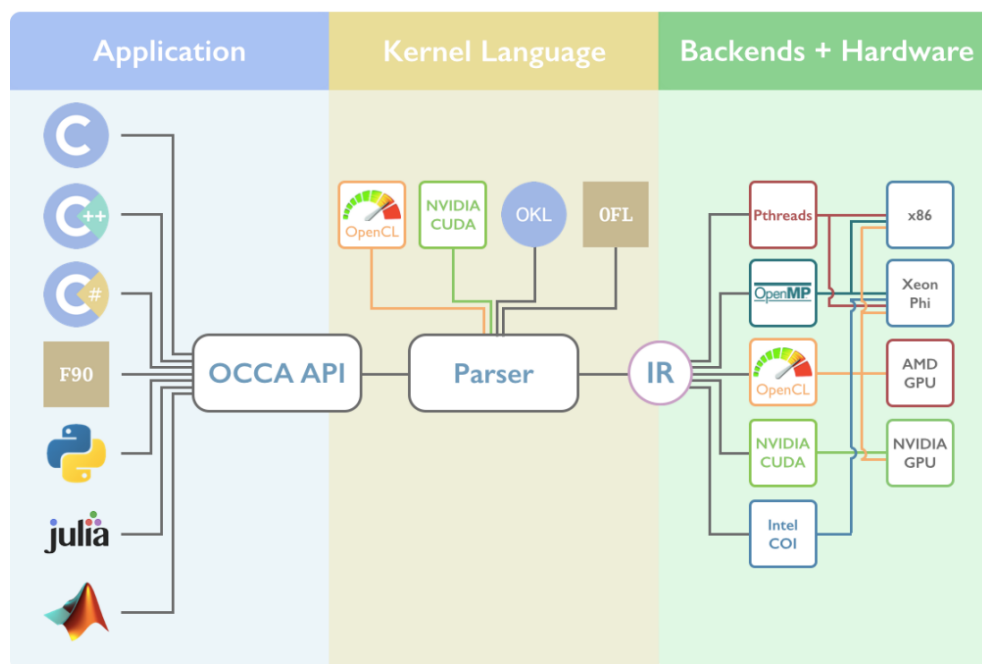 Application
Kernel Language
Backends + Hardware
C
C++
C#
F90
julia
OCCA API
OpenCL
NVIDIA
CUDA
OKL
OFL
Parser
IR
Pthreads
OpenMP
OpenCL
NVIDIA
CUDA
Intel
COI
x86
Xeon
Phi
AMD
GPU
NVIDIA
GPU